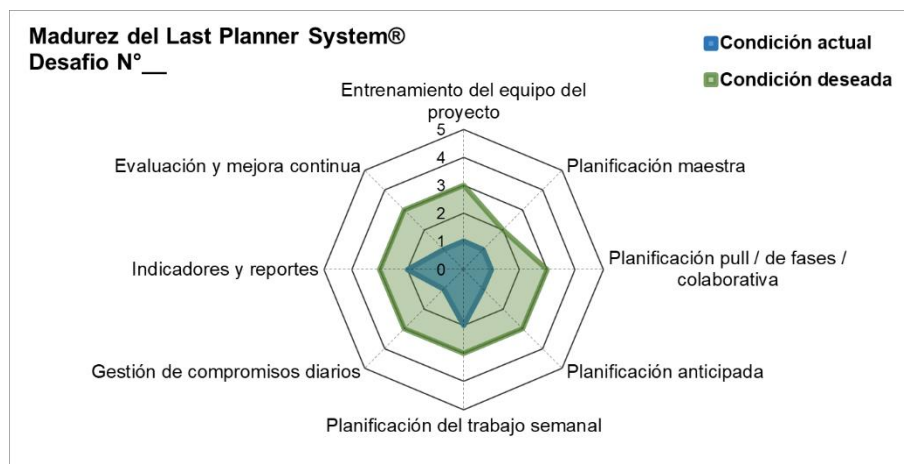 Madurez del Last Planner System®
Desafio N°__
Condición actual
Condición deseada
Entrenamiento del equipo del
proyecto
5
4
3
2
1
0
Evaluación y mejora continua
Planificación maestra
Indicadores y reportes
Planificación pull / de fases /
colaborativa
Gestión de compromisos diarios
Planificación anticipada
Planificación del trabajo semanal